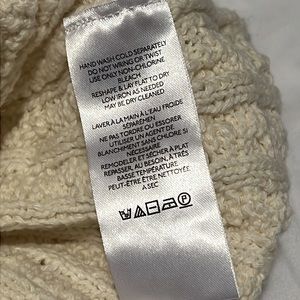 HAND WASH COLD SEPARATELY
DO NOT WRING OR TWIST
USE ONLY NON-CHLORINE
BLEACH
RESHAPE & LAY FLAT TO DRY
LOW IRON AS NEEDED
MAY BE DRY CLEANED
LAVER À LA MAIN À L'EAU FROIDE
SÉPARÉMEN
NE PAS TORDRE OU ESSORER
UTILISER UN AGENT DE
BLANCHIMENT SANS CHLORE SI
NÉCESSAIRE
REMODELER ET SÉCHER À PLAT
REPASSER, AU BESOIN, À TRÈS
BASSE TEMPÉRATURE
PEUT-ÊTRE ÊTRE NETTOYÉE
A SEC
P